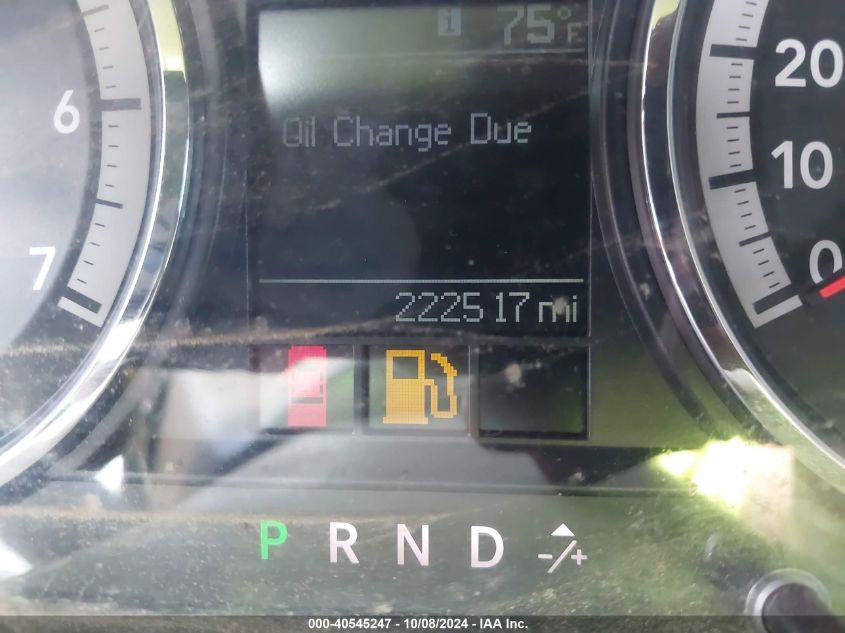 75°F
Oil Change Due
6
7
20
10
0
222517 mi
P R N D -/+
000-40545247 - 10/08/2024 - IAA Inc.